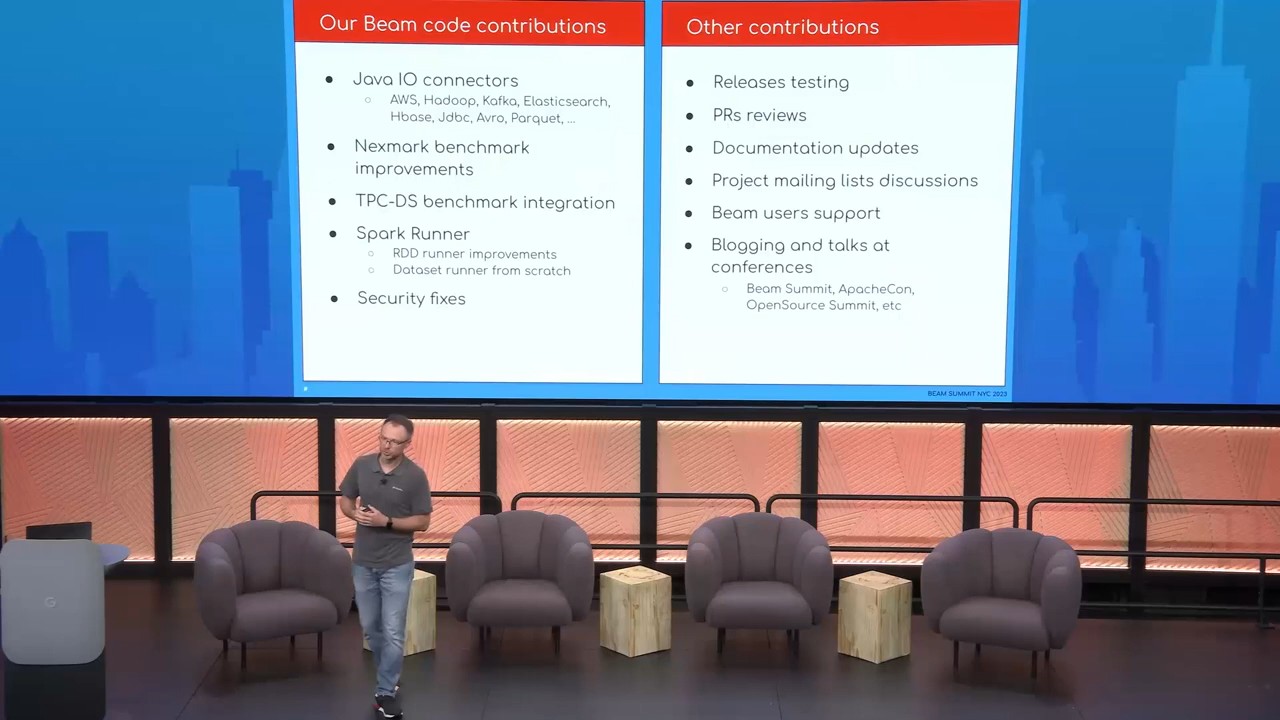 Our Beam code contributions
Java IO connectors
AWS, Hadoop, Kafka, Elasticsearch,
Hbase, Jdbc, Avro, Parquet, ...
Nexmark benchmark
improvements
TPC-DS benchmark integration
Spark Runner
RDD runner improvements
Dataset runner from scratch
Security fixes
Other contributions
Releases testing
PRs reviews
Documentation updates
Project mailing lists discussions
Beam users support
Blogging and talks at
conferences
Beam Summit, ApacheCon,
OpenSource Summit, etc
BEAM SUMMIT NYC 2023
G